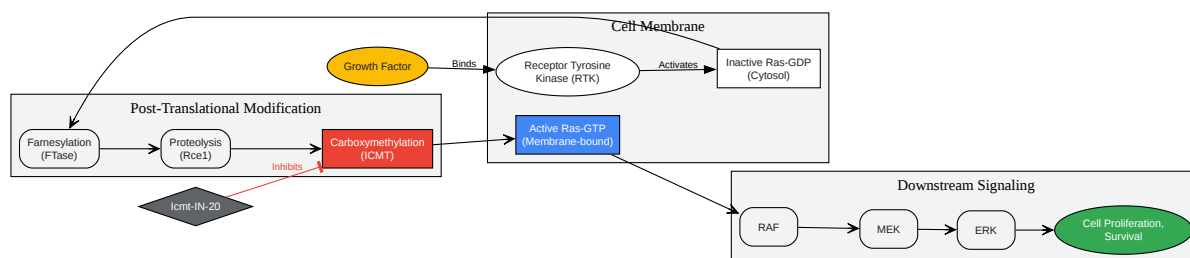 Cell Membrane
Growth Factor
Binds
Receptor Tyrosine
Kinase (RTK)
Activates
Inactive Ras-GDP
(Cytosol)
Post-Translational Modification
Farnesylation
(FTase)
Proteolysis
(Rce1)
Carboxymethylation
(ICMT)
Active Ras-GTP
(Membrane-bound)
Inhibits
Icmt-IN-20
Downstream Signaling
RAF
MEK
ERK
Cell Proliferation,
Survival